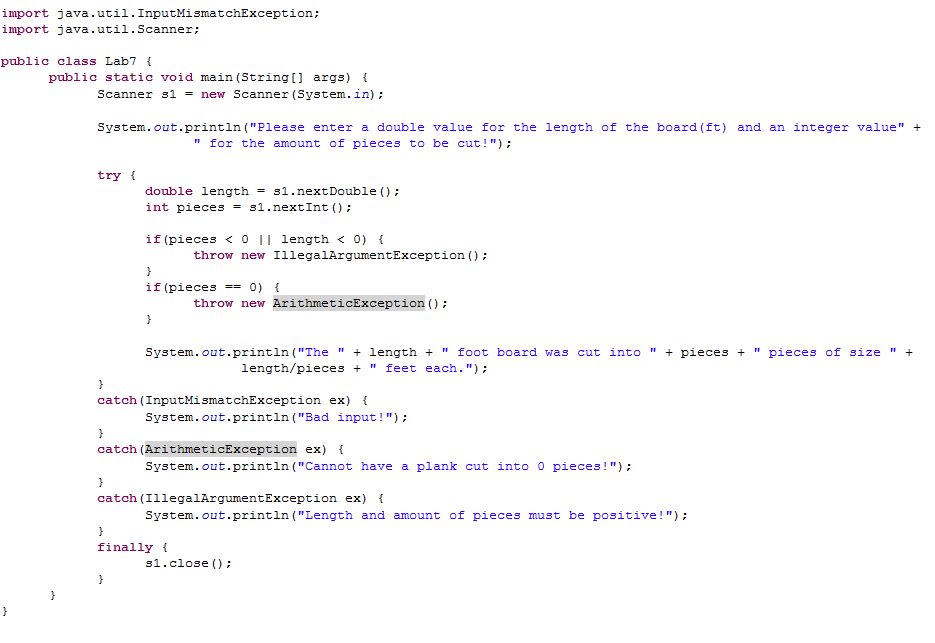 import java.util.InputMismatchException;
import java.util.Scanner;

public class Lab7 {
      public static void main(String[] args) {
            Scanner s1 = new Scanner(System.in);

            System.out.println("Please enter a double value for the length of the board(ft) and an integer value" +
                        " for the amount of pieces to be cut!");

            try {
                  double length = s1.nextDouble();
                  int pieces = s1.nextInt();

                  if(pieces < 0 || length < 0) {
                        throw new IllegalArgumentException();
                  }
                  if(pieces == 0) {
                        throw new ArithmeticException();
                  }

                  System.out.println("The " + length + " foot board was cut into " + pieces + " pieces of size " +
                              length/pieces + " feet each.");
            }
            catch(InputMismatchException ex) {
                  System.out.println("Bad input!");
            }
            catch(ArithmeticException ex) {
                  System.out.println("Cannot have a plank cut into 0 pieces!");
            }
            catch(IllegalArgumentException ex) {
                  System.out.println("Length and amount of pieces must be positive!");
            }
            finally {
                  s1.close();
            }
      }
}